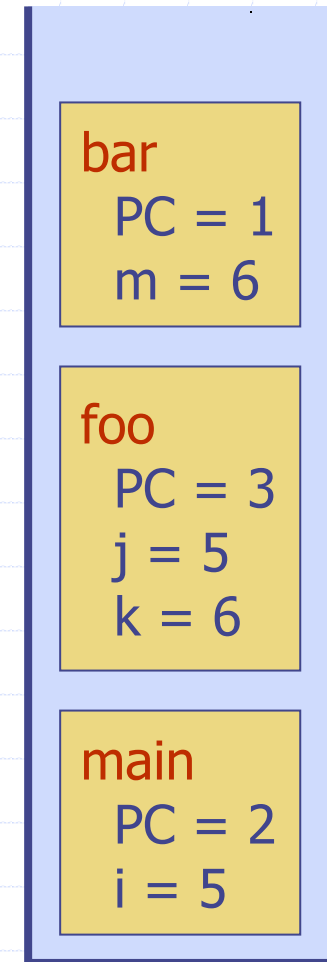 bar
PC = 1
m = 6
foo
PC = 3
j = 5
k = 6
main
PC = 2
i = 5